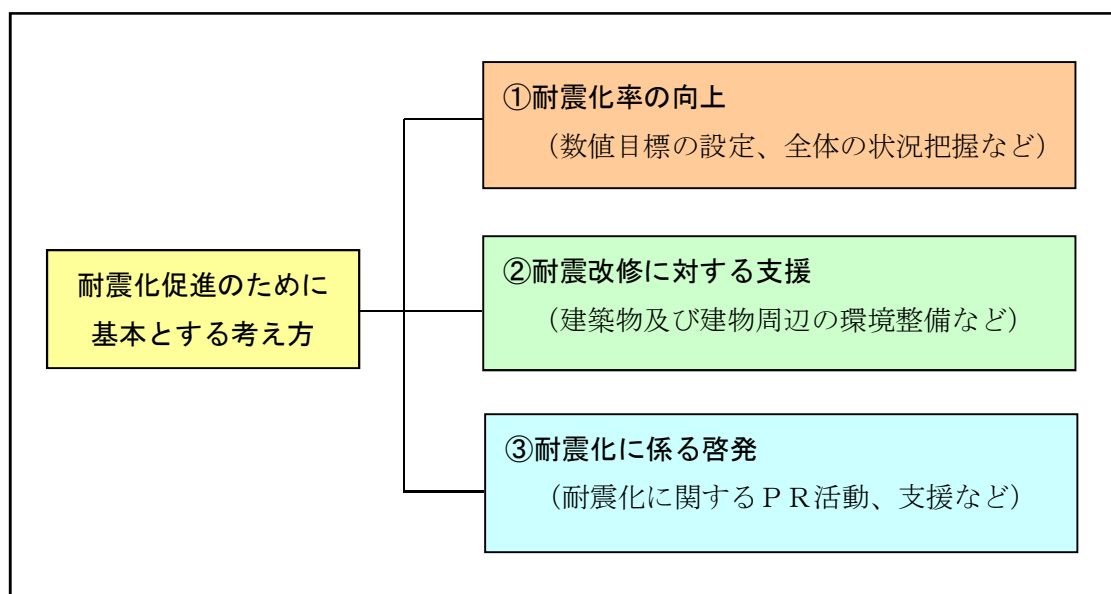 耐震化促進のために
基本とする考え方
①耐震化率の向上
（数値目標の設定、全体の状況把握など）
②耐震改修に対する支援
（建築物及び建物周辺の環境整備など）
③耐震化に係る啓発
（耐震化に関するＰＲ活動、支援など）